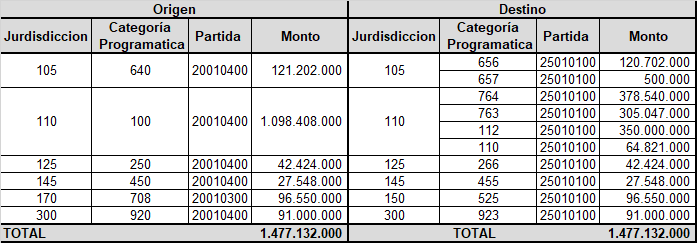 Origen Destino
Jurdisdiccion Categoría Programatica Partida Monto Jurdisdiccion Categoría Programatica Partida Monto
105 640 20010400 121.202.000 105 656 25010100 120.702.000
657 25010100 500.000
110 100 20010400 1.098.408.000 110 764 25010100 378.540.000
763 25010100 305.047.000
112 25010100 350.000.000
110 25010100 64.821.000
125 250 20010400 42.424.000 125 266 25010100 42.424.000
145 450 20010400 27.548.000 145 455 25010100 27.548.000
170 708 20010300 96.550.000 150 525 25010100 96.550.000
300 920 20010400 91.000.000 300 923 25010100 91.000.000
TOTAL 1.477.132.000 TOTAL 1.477.132.000